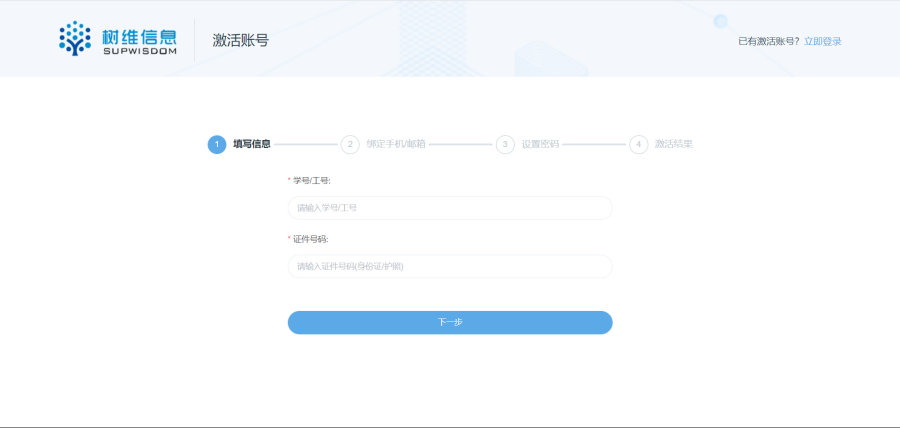 树维信息
SUPWISDOM
激活账号
已有激活账号? 立即登录
1 填写信息
2 绑定手机/邮箱
3 设置密码
4 激活结果
* 学号/工号:
请输入学号/工号
* 证件号码:
请输入证件号码(身份证/护照)
下一步